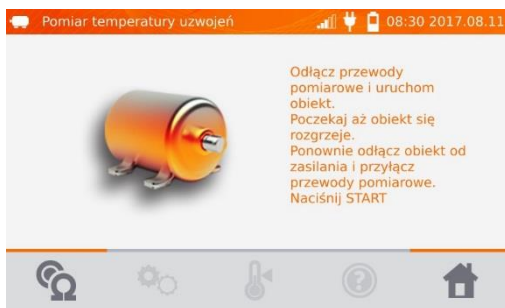 Pomiar temperatury uzwojeń 08:30 2017.08.11
Odłącz przewody
pomiarowe i uruchom
obiekt.
Poczekaj aż obiekt się
rozgrzeje.
Ponownie odłącz obiekt od
zasilania i przyłącz
przewody pomiarowe.
Naciśnij START